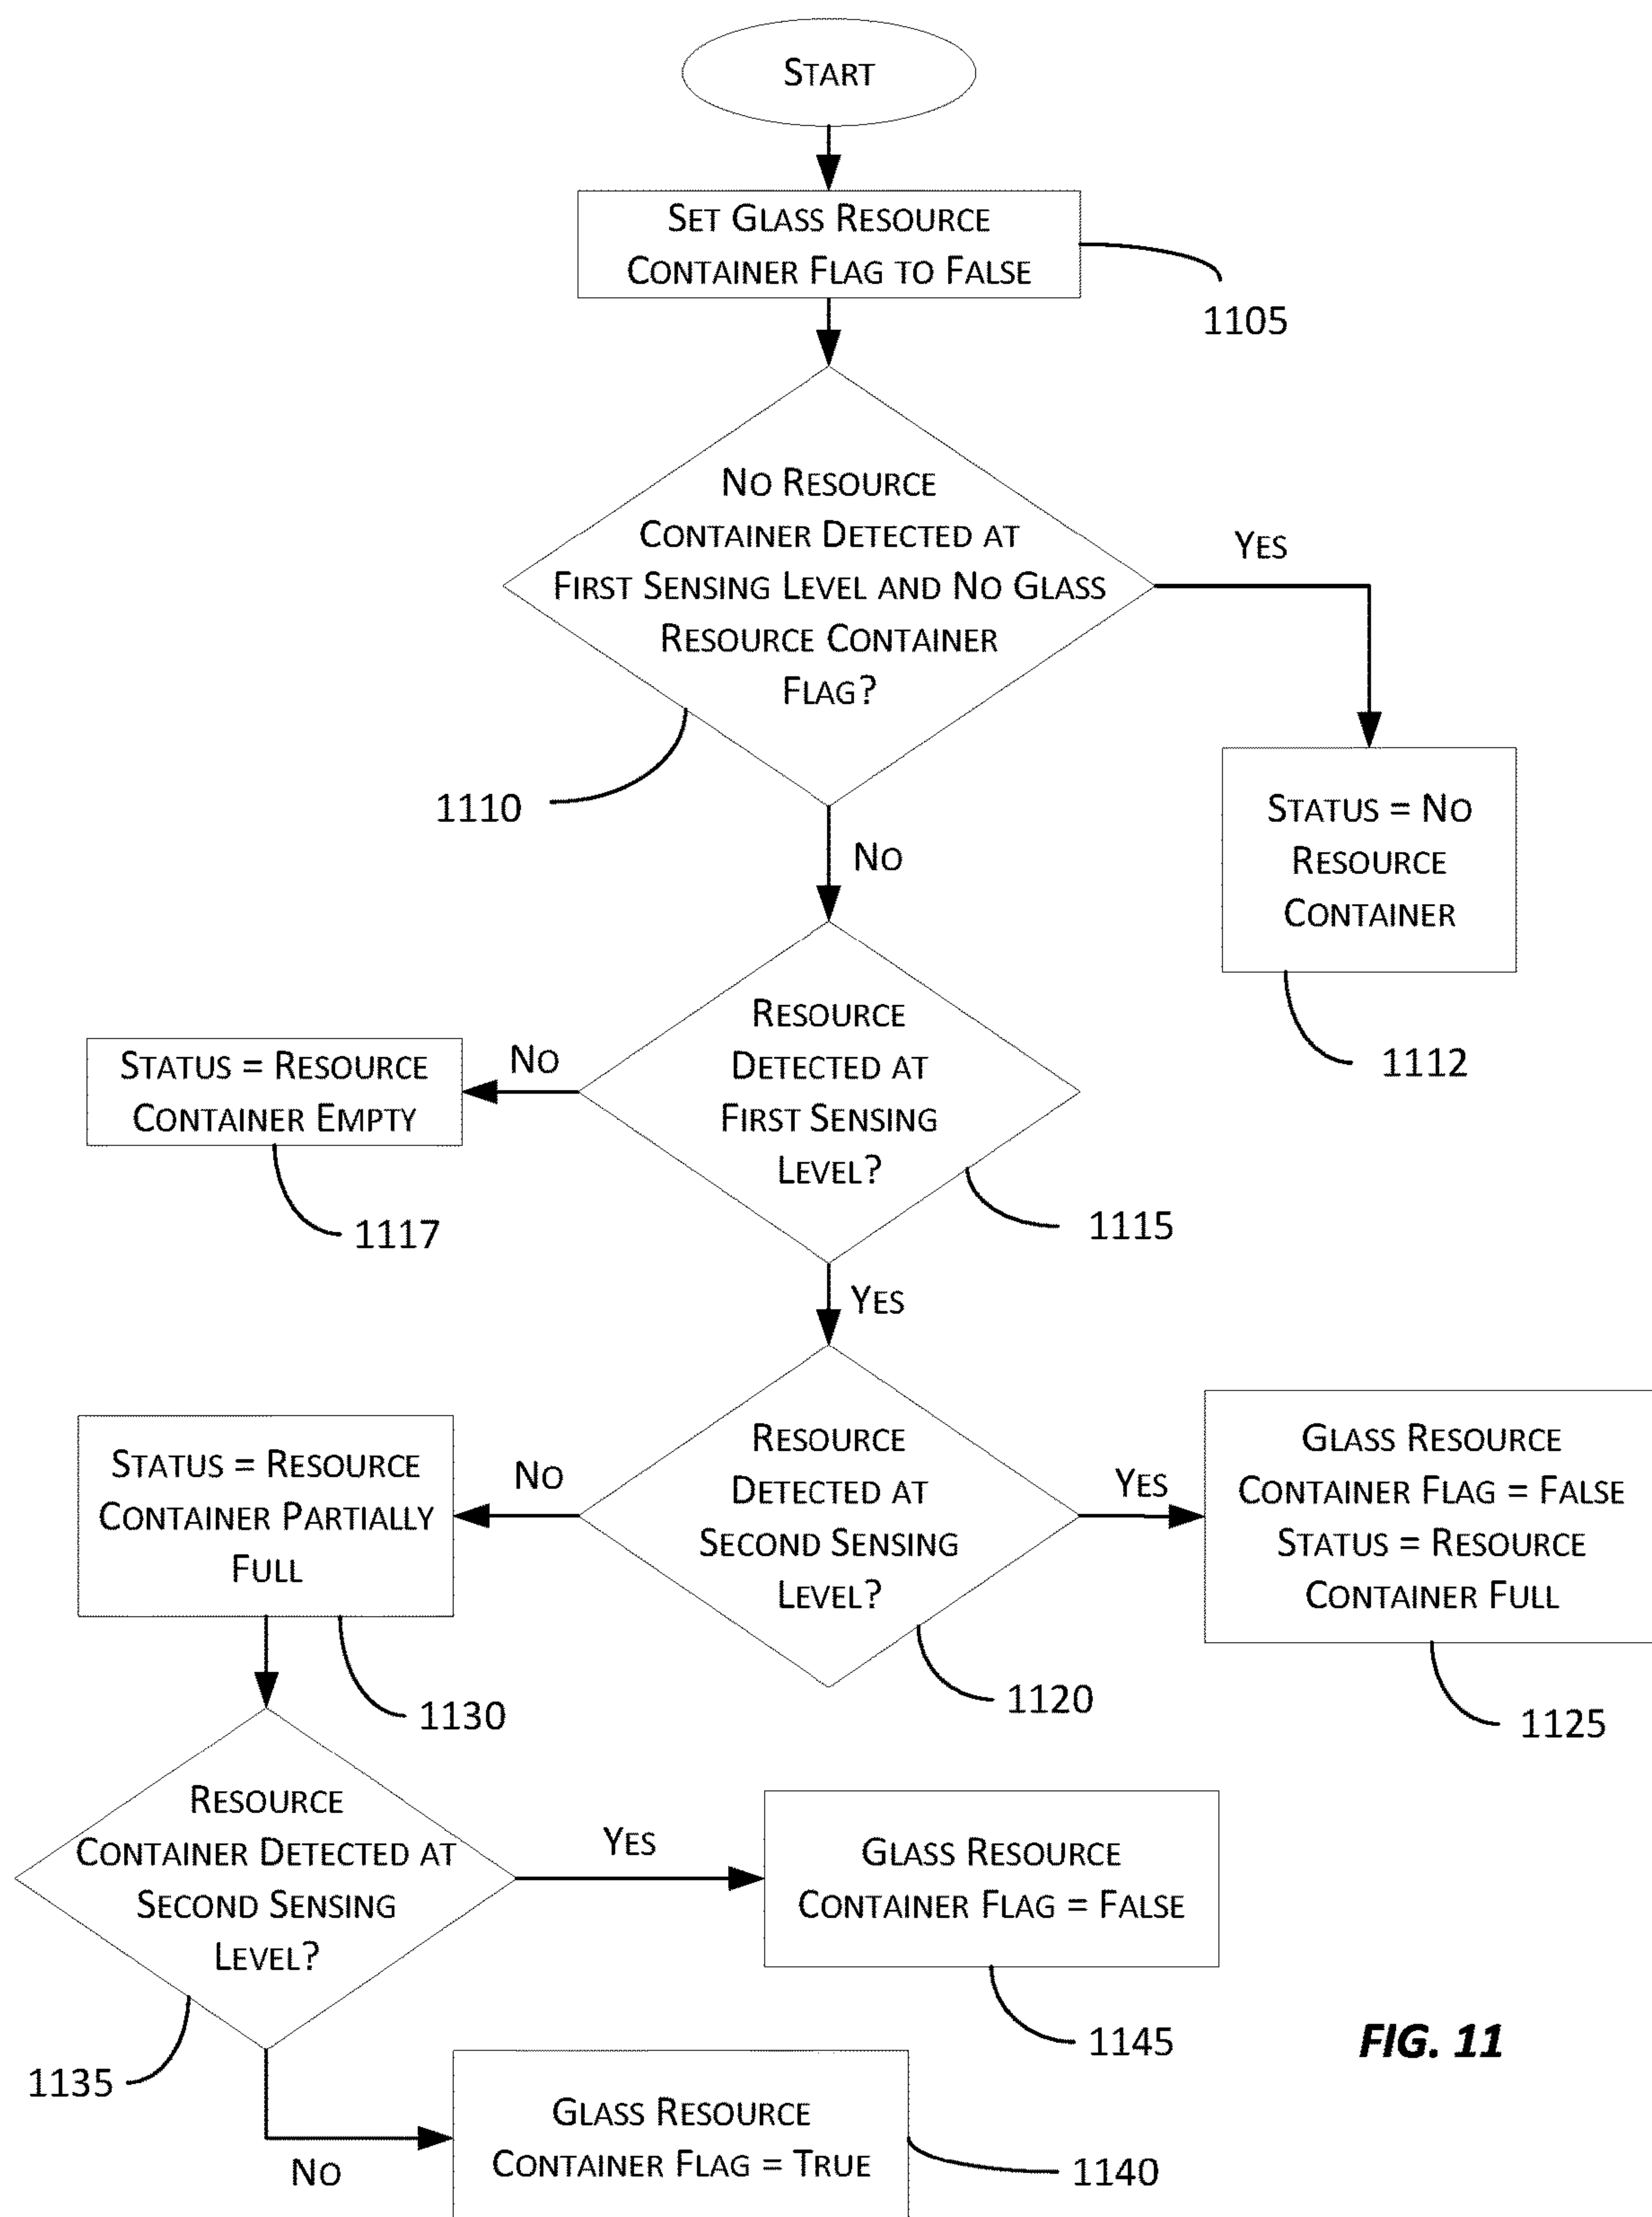 START
SET GLASS RESOURCE
CONTAINER FLAG TO FALSE
1105
NO RESOURCE
CONTAINER DETECTED AT
FIRST SENSING LEVEL AND NO GLASS
RESOURCE CONTAINER
FLAG?
YES
1110
NO
STATUS = NO
RESOURCE
CONTAINER
1112
RESOURCE
DETECTED AT
FIRST SENSING
LEVEL?
NO
STATUS = RESOURCE
CONTAINER EMPTY
1117
1115
YES
RESOURCE
DETECTED AT
SECOND SENSING
LEVEL?
NO
YES
STATUS = RESOURCE
CONTAINER PARTIALLY
FULL
GLASS RESOURCE
CONTAINER FLAG = FALSE
STATUS = RESOURCE
CONTAINER FULL
1130
1120
1125
RESOURCE
CONTAINER DETECTED AT
SECOND SENSING
LEVEL?
YES
GLASS RESOURCE
CONTAINER FLAG = FALSE
1145
FIG. 11
1135
NO
GLASS RESOURCE
CONTAINER FLAG = TRUE
1140